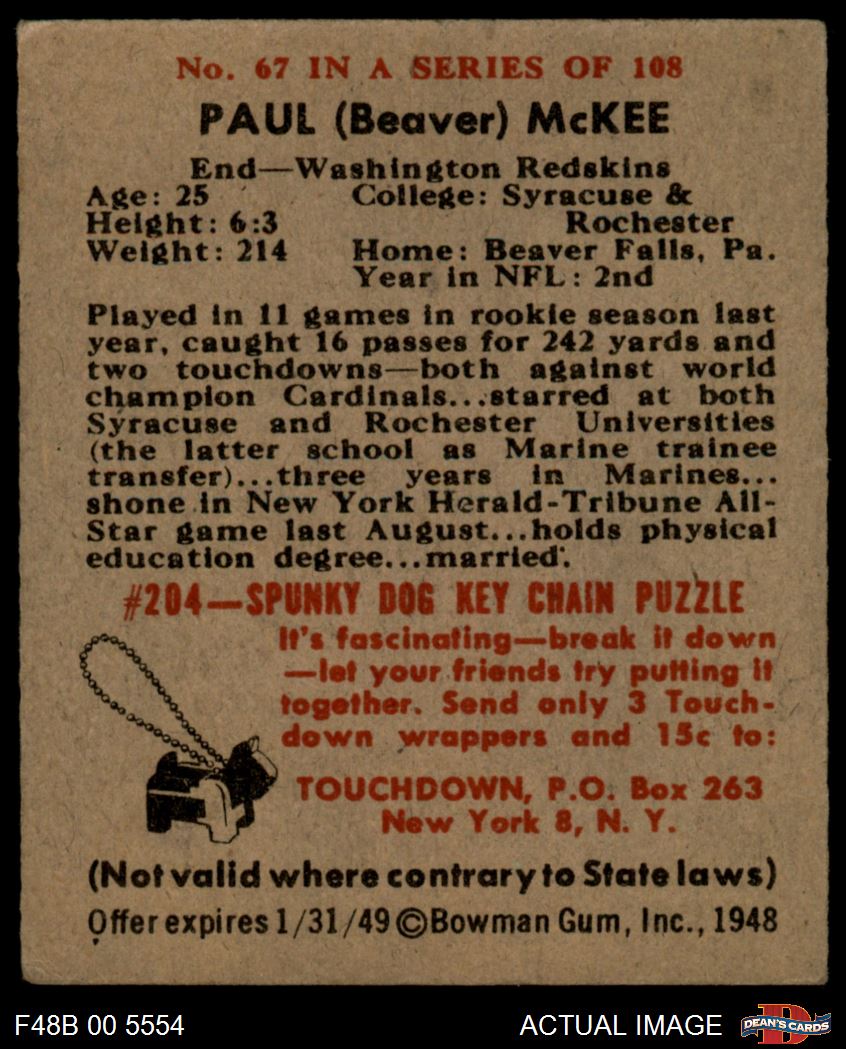 No. 67 IN A SERIES OF 108
PAUL (Beaver) McKEE
End—Washington Redskins
Age: 25 College: Syracuse &
Height: 6:3 Rochester
Weight: 214 Home: Beaver Falls, Pa.
Year in NFL: 2nd
Played in 11 games in rookie season last
year, caught 16 passes for 242 yards and
two touchdowns—both against world
champion Cardinals...starred at both
Syracuse and Rochester Universities
(the latter school as Marine trainee
transfer)...three years in Marines...
shone in New York Herald-Tribune All-
Star game last August...holds physical
education degree...married.
#204—SPUNKY DOG KEY CHAIN PUZZLE
It's fascinating—break it down
—let your friends try putting it
together. Send only 3 Touch-
down wrappers and 15c to:
TOUCHDOWN, P.O. Box 263
New York 8, N. Y.
(Not valid where contrary to State laws)
Offer expires 1/31/49 ©Bowman Gum, Inc., 1948
F48B 00 5554 ACTUAL IMAGE DEAN'S CARDS